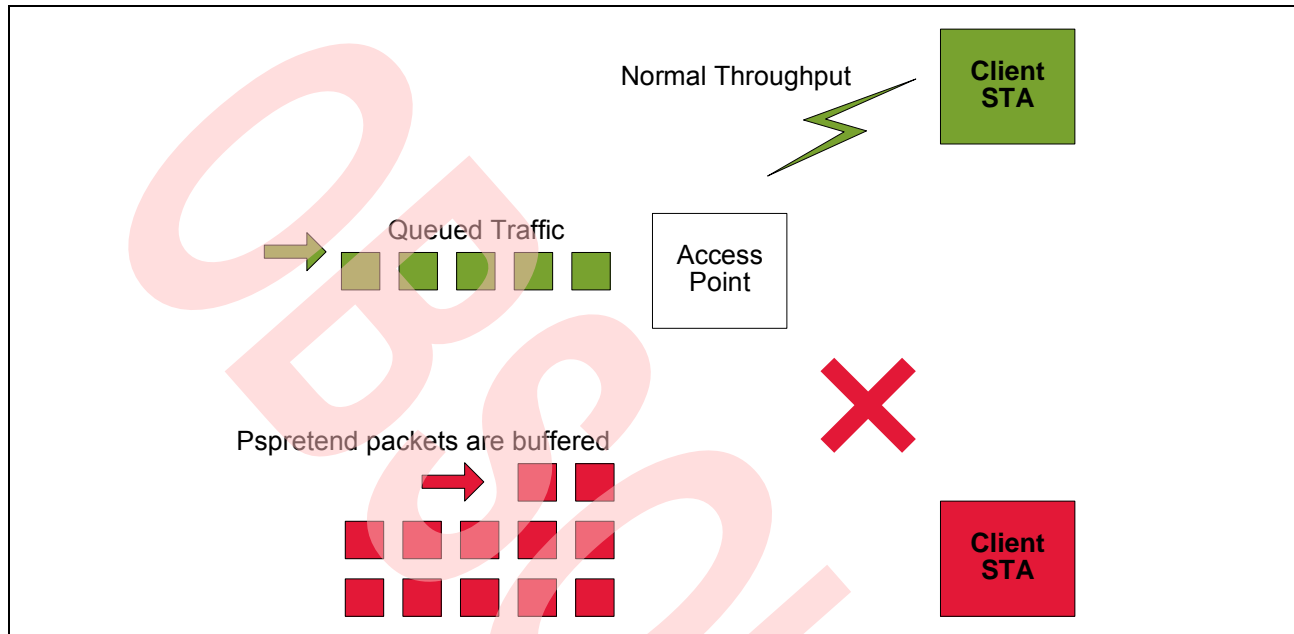 Normal Throughput
Client
STA
Queued Traffic
Access
Point
Pspretend packets are buffered
Client
STA
OBSOL